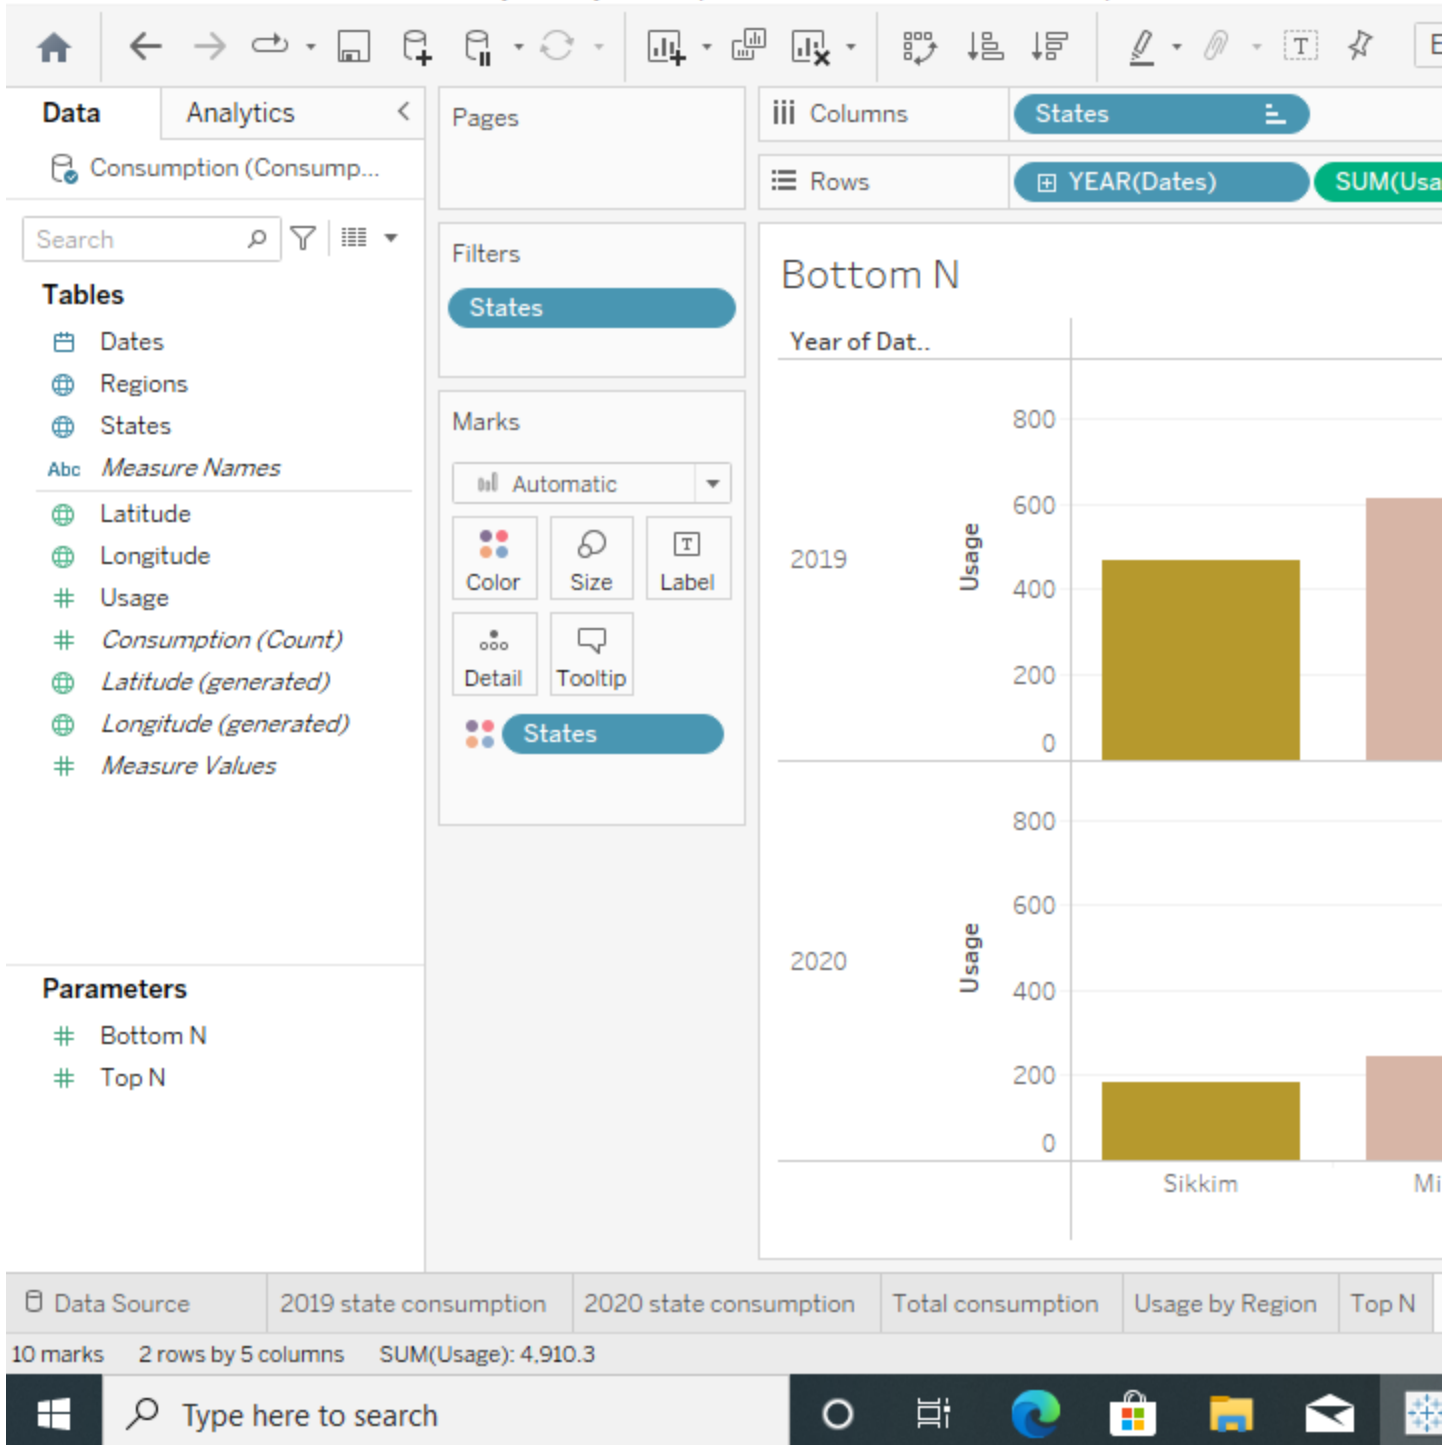 Data
Analytics
Consumption (Consump...
Search
Tables
Dates
Regions
States
Abc Measure Names
Latitude
Longitude
Usage
Consumption (Count)
Latitude (generated)
Longitude (generated)
Measure Values
Parameters
Bottom N
Top N
Pages
Filters
States
Marks
Automatic
Color
Size
Label
Detail
Tooltip
States
Columns
States
Rows
YEAR(Dates)
SUM(Usa
Bottom N
Year of Dat..
2019
Usage
800
600
400
200
0
2020
Usage
800
600
400
200
0
Sikkim
Mi
Data Source
2019 state consumption
2020 state consumption
Total consumption
Usage by Region
Top N
10 marks 2 rows by 5 columns SUM(Usage): 4,910.3
Type here to search